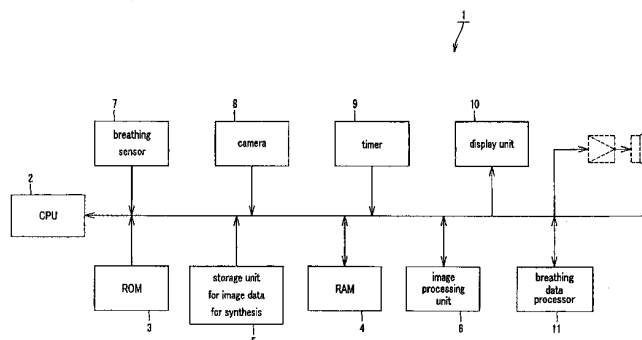 1
7
8
9
10
breathing
sensor
camera
timer
display unit
2
CPU
ROM
storage unit
for image data
for synthesis
RAM
image
processing
unit
breathing
data
processor
3
5
4
6
11